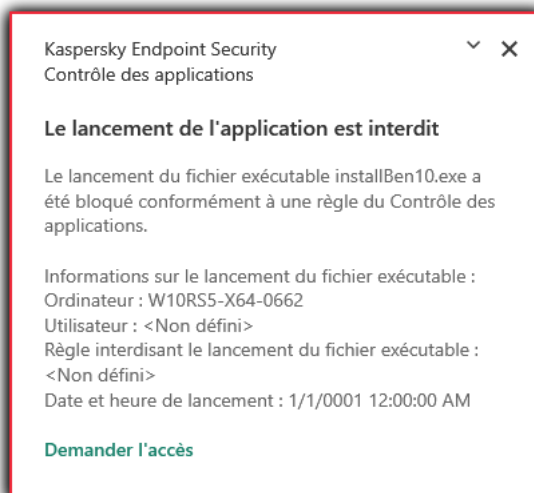 Kaspersky Endpoint Security
Contrôle des applications
Le lancement de l'application est interdit
Le lancement du fichier exécutable installBen10.exe a
été bloqué conformément à une règle du Contrôle des
applications.
Informations sur le lancement du fichier exécutable :
Ordinateur : W10RS5-X64-0662
Utilisateur : <Non défini>
Règle interdisant le lancement du fichier exécutable :
<Non défini>
Date et heure de lancement : 1/1/0001 12:00:00 AM
Demander l'accès